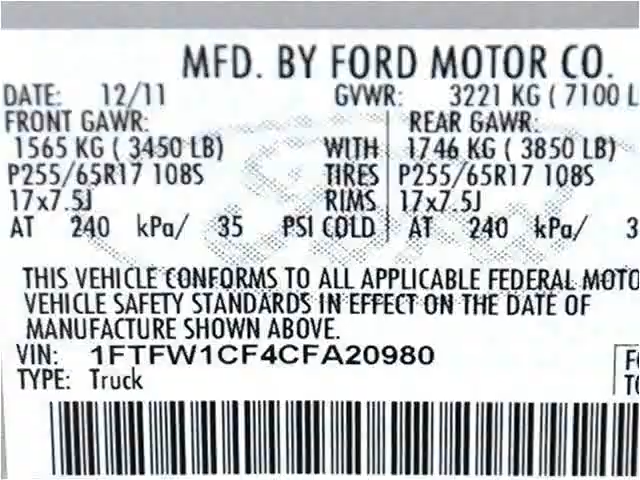 MFD. BY FORD MOTOR CO.
DATE: 12/11 GVWR: 3221 KG ( 7100 L
FRONT GAWR: REAR GAWR:
1565 KG ( 3450 LB) WITH 1746 KG ( 3850 LB)
P255/65R17 108S TIRES P255/65R17 108S
17x7.5J RIMS 17x7.5J
AT 240 kPa/ 35 PSI COLD AT 240 kPa/ 3
THIS VEHICLE CONFORMS TO ALL APPLICABLE FEDERAL MOTO
VEHICLE SAFETY STANDARDS IN EFFECT ON THE DATE OF
MANUFACTURE SHOWN ABOVE.
VIN: 1FTFW1CF4CFA20980
TYPE: Truck